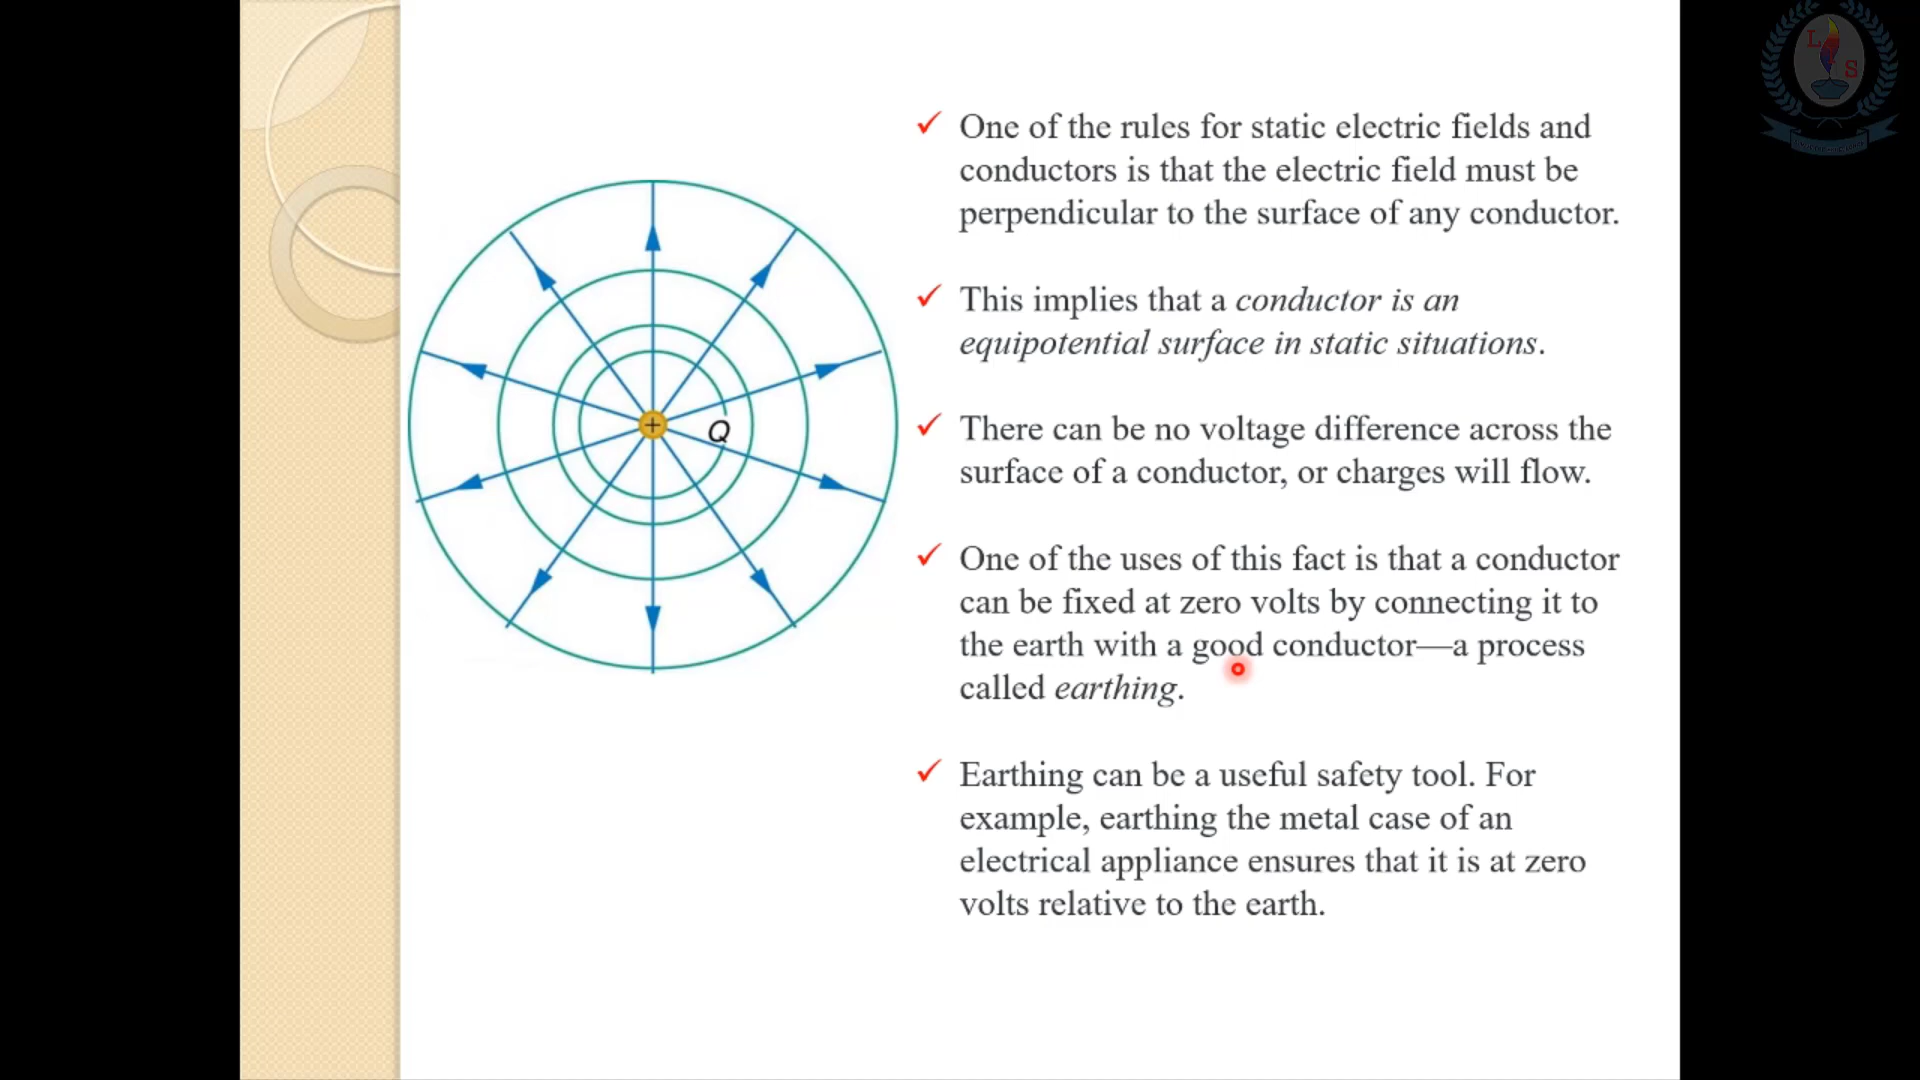 L
S
One of the rules for static electric fields and
conductors is that the electric field must be
perpendicular to the surface of any conductor.
This implies that a conductor is an
equipotential surface in static situations.
+
Q
There can be no voltage difference across the
surface of a conductor, or charges will flow.
One of the uses of this fact is that a conductor
can be fixed at zero volts by connecting it to
the earth with a good conductor—a process
called earthing.
Earthing can be a useful safety tool. For
example, earthing the metal case of an
electrical appliance ensures that it is at zero
volts relative to the earth.